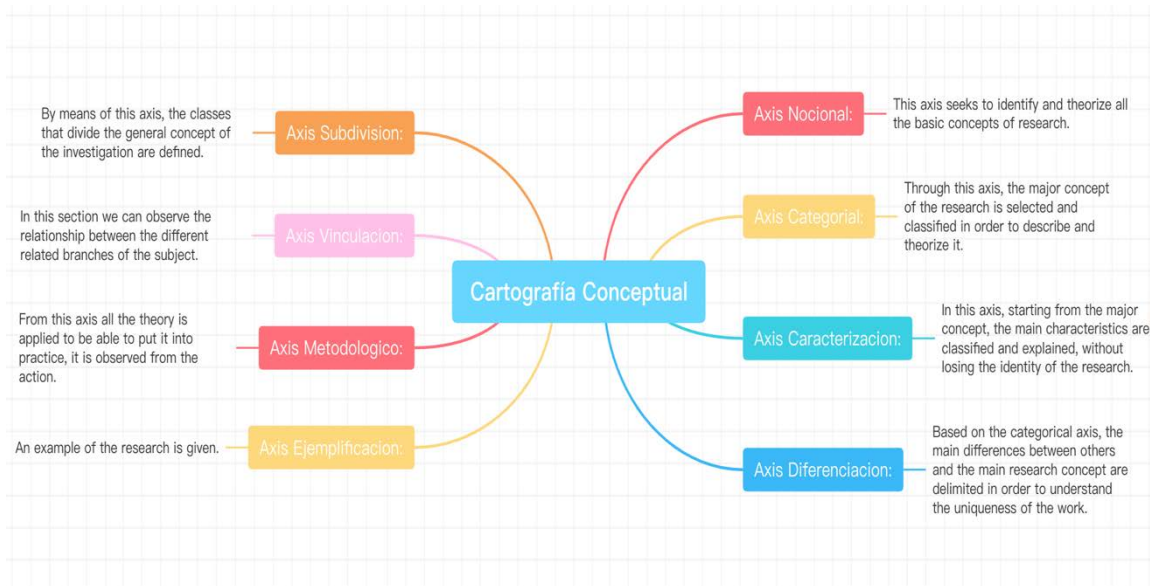 Cartografía Conceptual
Axis Nocional:
This axis seeks to identify and theorize all
the basic concepts of research.
Axis Categorial:
Through this axis, the major concept
of the research is selected and
classified in order to describe and
theorize it.
Axis Caracterizacion:
In this axis, starting from the major
concept, the main characteristics are
classified and explained, without
losing the identity of the research.
Axis Diferenciacion:
Based on the categorical axis, the
main differences between others
and the main research concept are
delimited in order to understand
the uniqueness of the work.
Axis Subdivision:
By means of this axis, the classes
that divide the general concept of
the investigation are defined.
Axis Vinculacion:
In this section we can observe the
relationship between the different
related branches of the subject.
Axis Metodologico:
From this axis all the theory is
applied to be able to put it into
practice, it is observed from the
action.
Axis Ejemplificacion:
An example of the research is given.